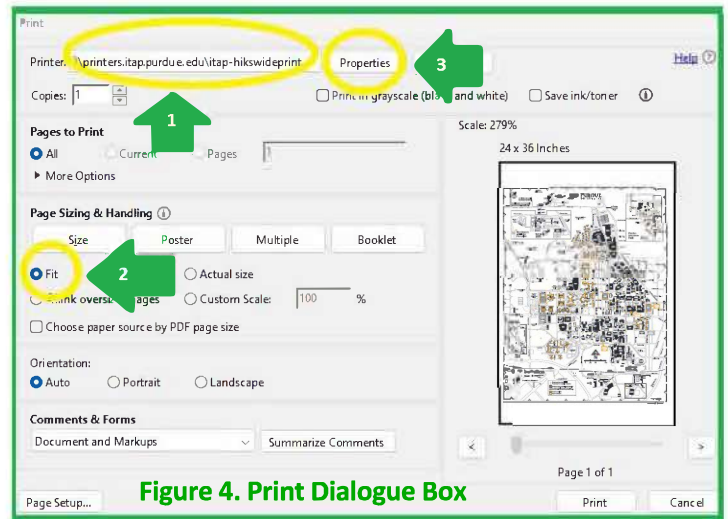 Print
Printer: \\printers.itap.purdue.edu\itap-hikswideprint Properties 3 Help
Copies: 1 Print in grayscale (bla and white) Save ink/toner
1
Pages to Print
All Current Pages 1
More Options
Scale: 279%
24 x 36 Inches
Page Sizing & Handling
Size Poster Multiple Booklet
Fit 2 Actual size
overs ages Custom Scale: 100 %
Choose paper source by PDF page size
Orientation:
Auto Portrait Landscape
Comments & Forms
Document and Markups Summarize Comments
< >
Page 1 of 1
Figure 4. Print Dialogue Box
Page Setup... Print Cancel